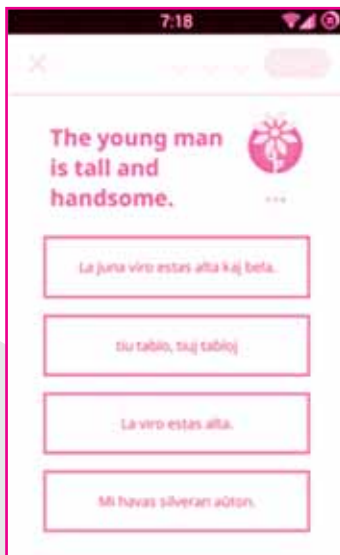 7:18
The young man
is tall and
handsome.
La juna viro estas alta kaj bela.
tiu tablo, tiuj tabloj
La viro estas alta.
Mi havas silveran aŭton.